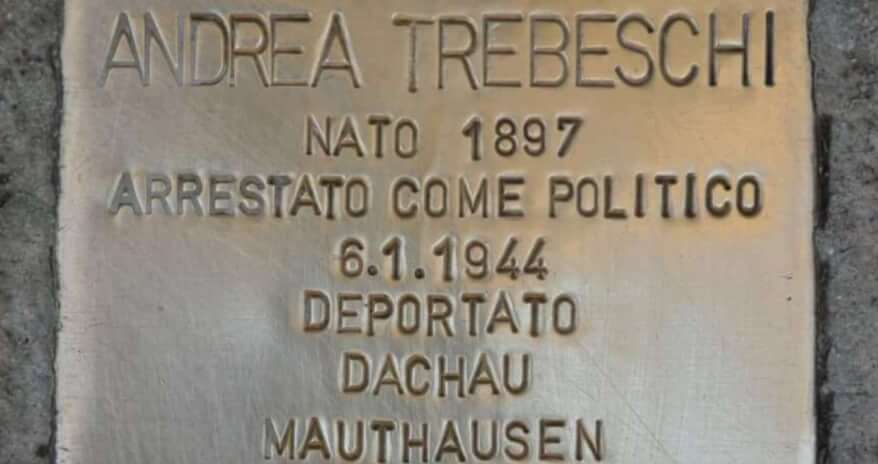 ANDREA TREBESCHI
NATO 1897
ARRESTATO COME POLITICO
6.1.1944
DEPORTATO
DACHAU
MAUTHAUSEN